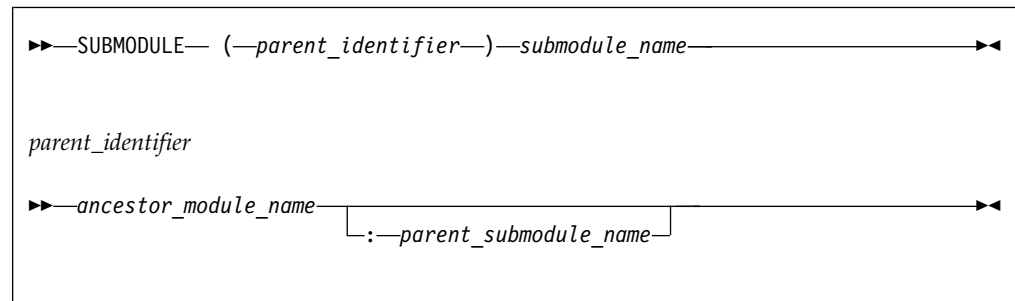 SUBMODULE ( parent_identifier ) submodule_name
parent_identifier
ancestor_module_name
: parent_submodule_name